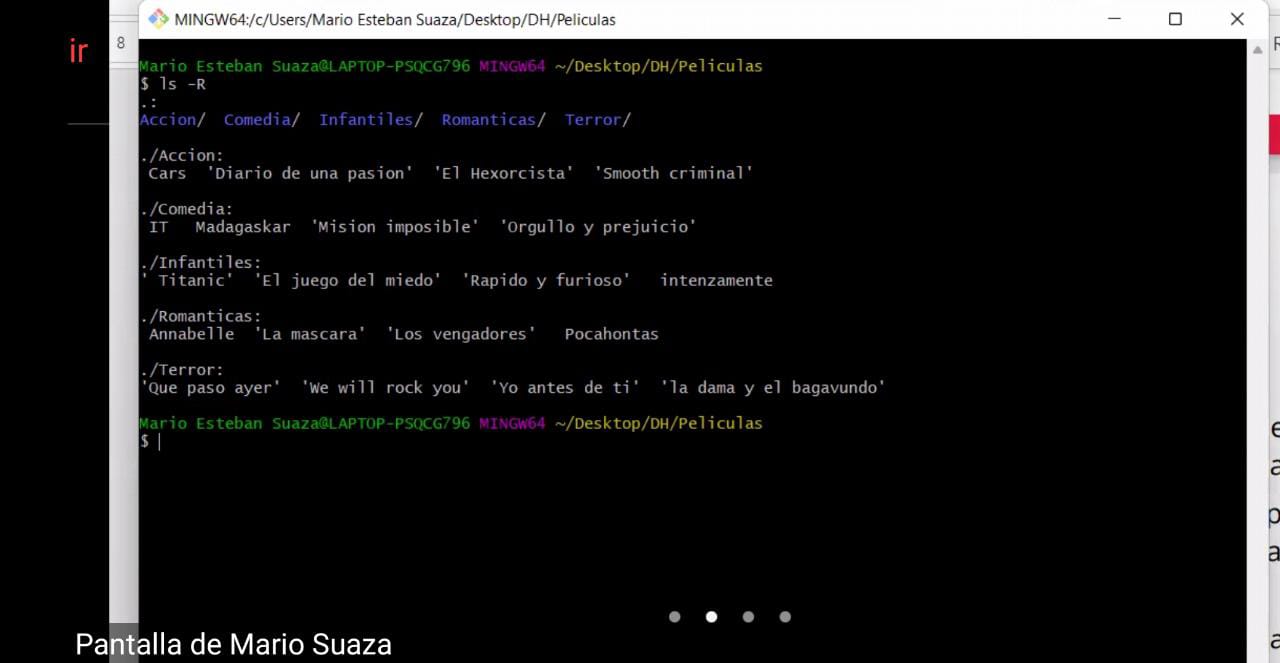 ir
8
MINGW64:/c/Users/Mario Esteban Suaza/Desktop/DH/Peliculas
Mario Esteban Suaza@LAPTOP-PSQCG796 MINGW64 ~/Desktop/DH/Peliculas
$ ls -R
.:
Accion/  Comedia/  Infantiles/  Romanticas/  Terror/
./Accion:
 Cars  'Diario de una pasion'  'El Hexorcista'  'Smooth criminal'
./Comedia:
 IT   Madagaskar  'Mision imposible'  'Orgullo y prejuicio'
./Infantiles:
' Titanic'  'El juego del miedo'  'Rapido y furioso'   intenzamente
./Romanticas:
 Annabelle  'La mascara'  'Los vengadores'   Pocahontas
./Terror:
'Que paso ayer'  'We will rock you'  'Yo antes de ti'  'la dama y el bagavundo'
Mario Esteban Suaza@LAPTOP-PSQCG796 MINGW64 ~/Desktop/DH/Peliculas
$
Pantalla de Mario Suaza